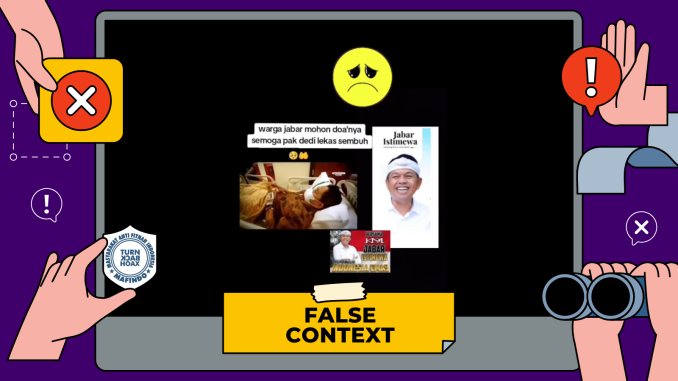 warga jabar mohon doa'nya
semoga pak dedi lekas sembuh
Jabar
Istimewa
JABAR
MASYARAKAT ANTI FITNAH INDONESIA
TURN
BACK
HOAX
MAFINDO
FALSE
CONTEXT